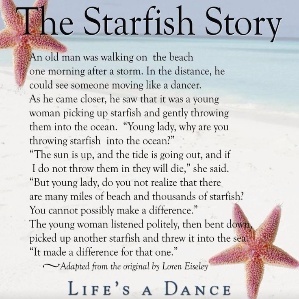 The Starfish Story
An old man was walking on the beach
one morning after a storm. In the distance, he
could see someone moving like a dancer.
As he came closer, he saw that it was a young
woman picking up starfish and gently throwing
them into the ocean. “Young lady, why are you
throwing starfish into the ocean?”
“The sun is up, and the tide is going out, and if
I do not throw them in they will die,” she said.
“But young lady, do you not realize that there
are many miles of beach and thousands of starfish?
You cannot possibly make a difference.”
The young woman listened politely, then bent down,
picked up another starfish and threw it into the sea.
“It made a difference for that one.”
~Adapted from the original by Loren Eiseley
LIFE’S A DANCE